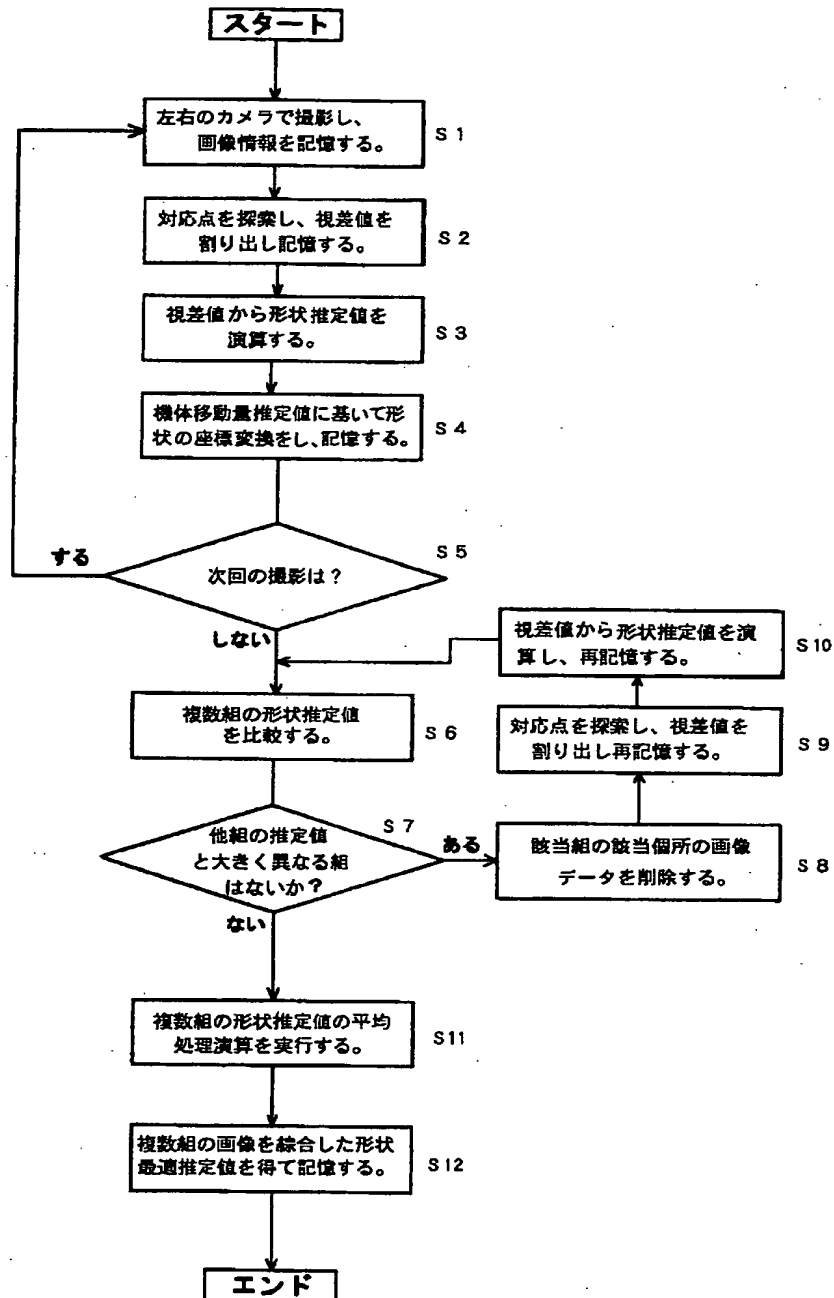 スタート
左右のカメラで撮影し、
画像情報を記憶する。
S1
対応点を探索し、視差値を
割り出し記憶する。
S2
視差値から形状推定値を
演算する。
S3
機体移動量推定値に基いて形
状の座標変換をし、記憶する。
S4
次回の撮影は？
S5
する
しない
複数組の形状推定値
を比較する。
S6
他組の推定値
と大きく異なる組
はないか？
S7
ある
ない
該当組の該当個所の画像
データを削除する。
S8
対応点を探索し、視差値を
割り出し再記憶する。
S9
視差値から形状推定値を演
算し、再記憶する。
S10
複数組の形状推定値の平均
処理演算を実行する。
S11
複数組の画像を綜合した形状
最適推定値を得て記憶する。
S12
エンド